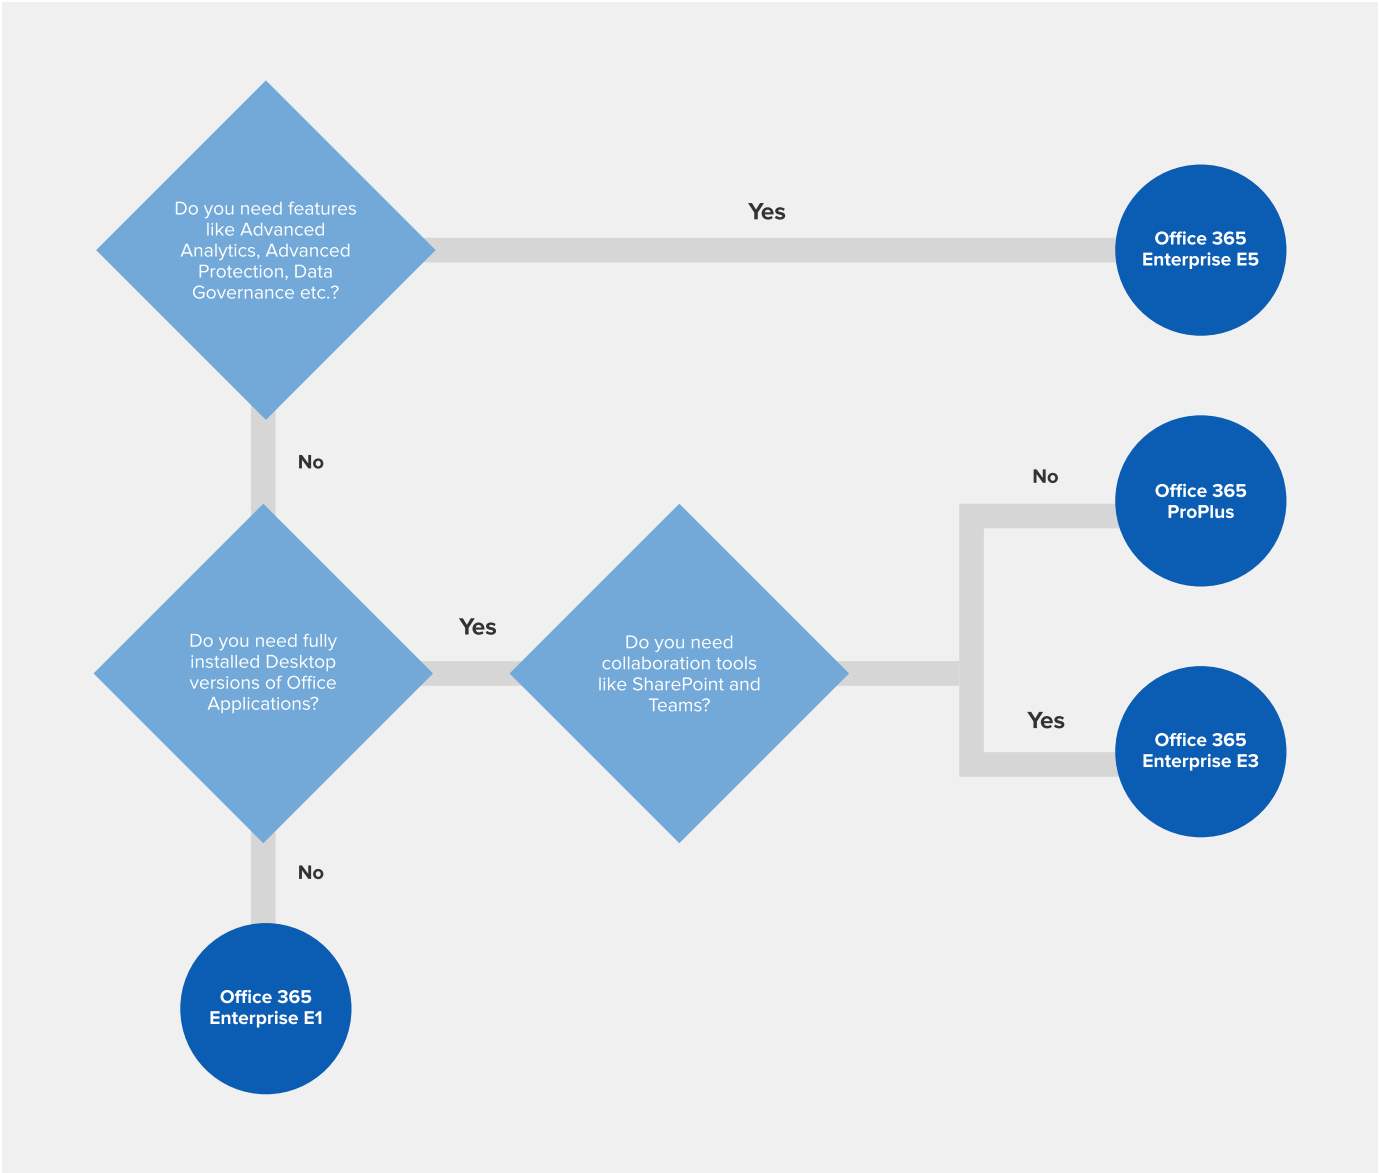 Do you need features
like Advanced
Analytics, Advanced
Protection, Data
Governance etc.?
Yes
Office 365
Enterprise E5
No
Do you need fully
installed Desktop
versions of Office
Applications?
Yes
Do you need
collaboration tools
like SharePoint and
Teams?
No
Office 365
ProPlus
Yes
Office 365
Enterprise E3
No
Office 365
Enterprise E1